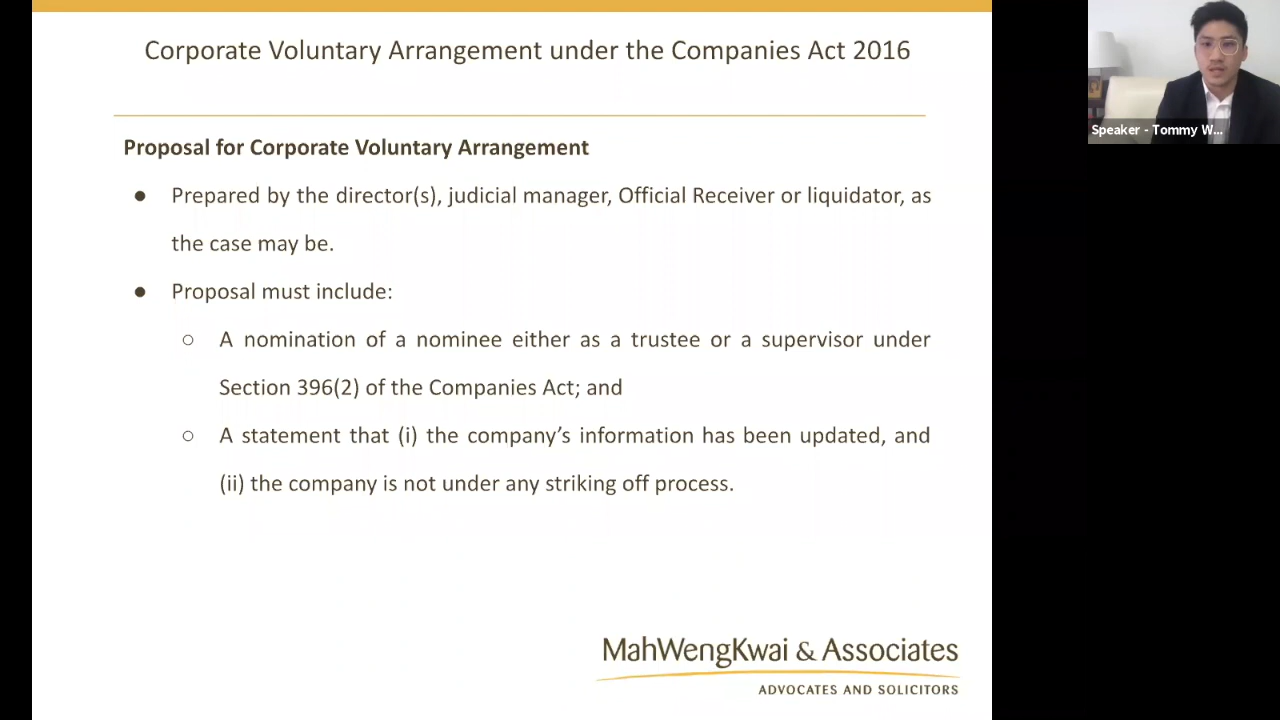 Corporate Voluntary Arrangement under the Companies Act 2016
Speaker - Tommy W...
Proposal for Corporate Voluntary Arrangement
● Prepared by the director(s), judicial manager, Official Receiver or liquidator, as
the case may be.
● Proposal must include:
○ A nomination of a nominee either as a trustee or a supervisor under
Section 396(2) of the Companies Act; and
○ A statement that (i) the company’s information has been updated, and
(ii) the company is not under any striking off process.
MahWengKwai & Associates
ADVOCATES AND SOLICITORS